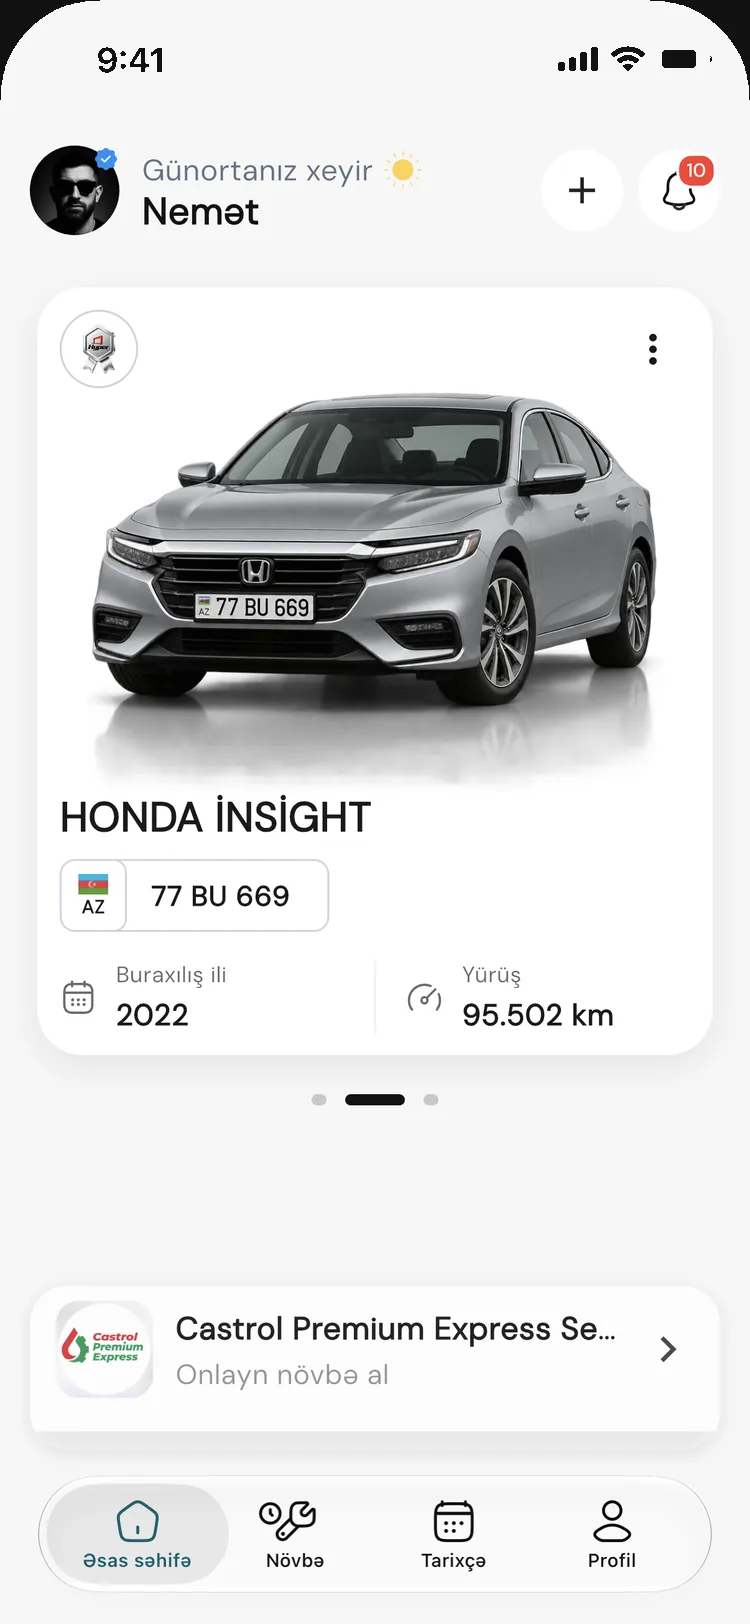 9:41
Günortanız xeyir
Nemət
10
Hyper
AZ 77 BU 669
HONDA İNSİGHT
AZ 77 BU 669
Buraxılış ili
2022
Yürüş
95.502 km
Castrol
Premium
Express
Castrol Premium Express Se...
Onlayn növbə al
Əsas səhifə
Növbə
Tarixçə
Profil